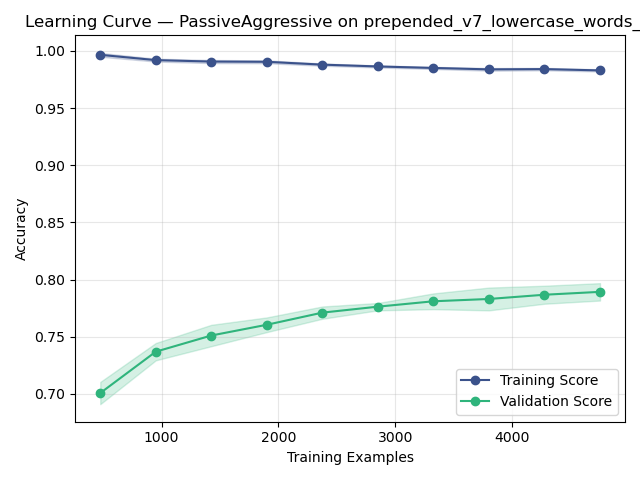 Learning Curve — PassiveAggressive on prepended_v7_lowercase_words_
1.00
0.95
0.90
0.85
0.80
0.75
0.70
Accuracy
Training Score
Validation Score
1000
2000
3000
4000
Training Examples